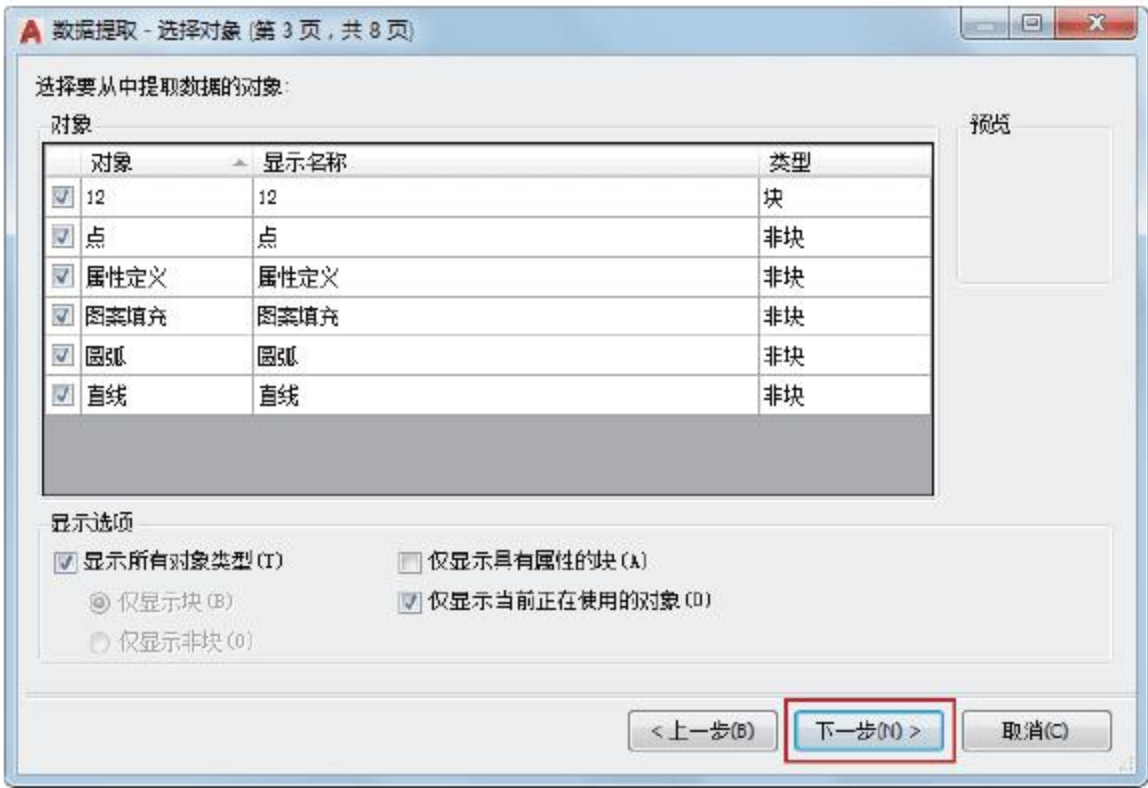 数据提取 - 选择对象 (第 3 页，共 8 页)
选择要从中提取数据的对象:
对象 预览
对象 显示名称 类型
12 12 块
点 点 非块
属性定义 属性定义 非块
图案填充 图案填充 非块
圆弧 圆弧 非块
直线 直线 非块
显示选项
显示所有对象类型(T) 仅显示具有属性的块(A)
仅显示块(B) 仅显示当前正在使用的对象(D)
仅显示非块(O)
<上一步(B) 下一步(N) > 取消(C)